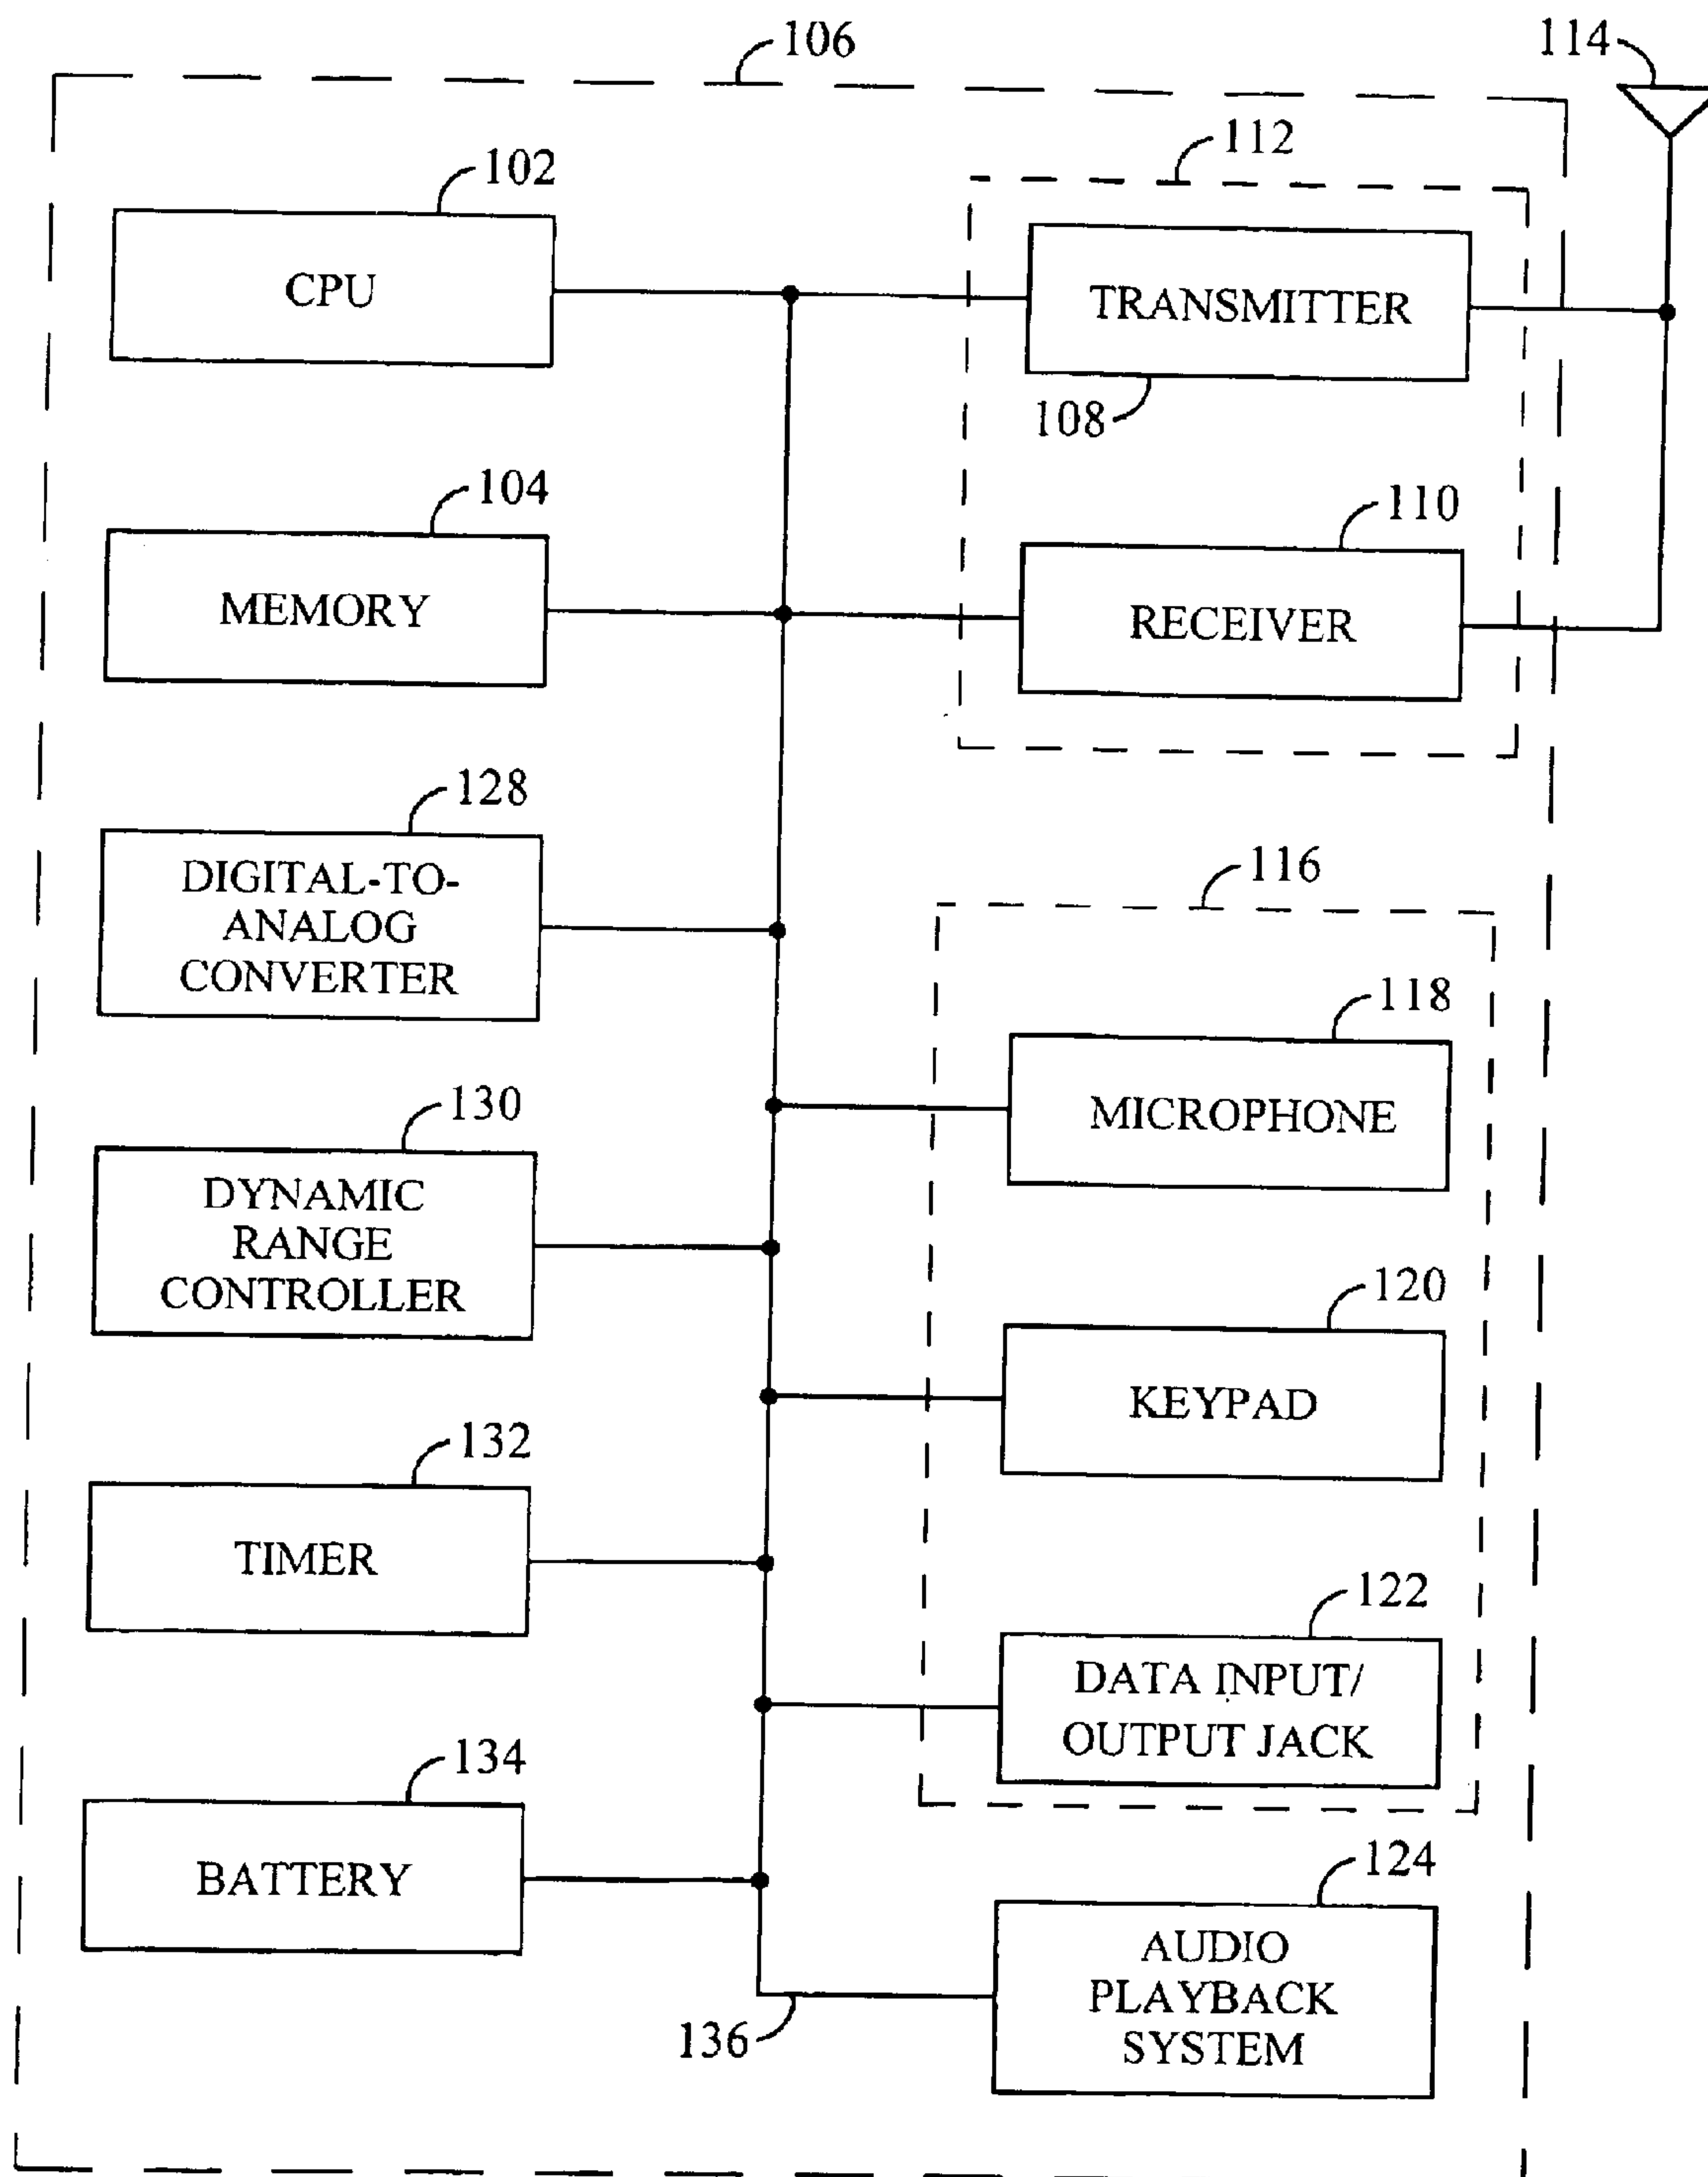 106
114
112
102
CPU
TRANSMITTER
108
104
MEMORY
110
RECEIVER
128
DIGITAL-TO-
ANALOG
CONVERTER
116
118
MICROPHONE
130
DYNAMIC
RANGE
CONTROLLER
120
KEYPAD
132
TIMER
122
DATA INPUT/
OUTPUT JACK
134
BATTERY
124
AUDIO
PLAYBACK
SYSTEM
136